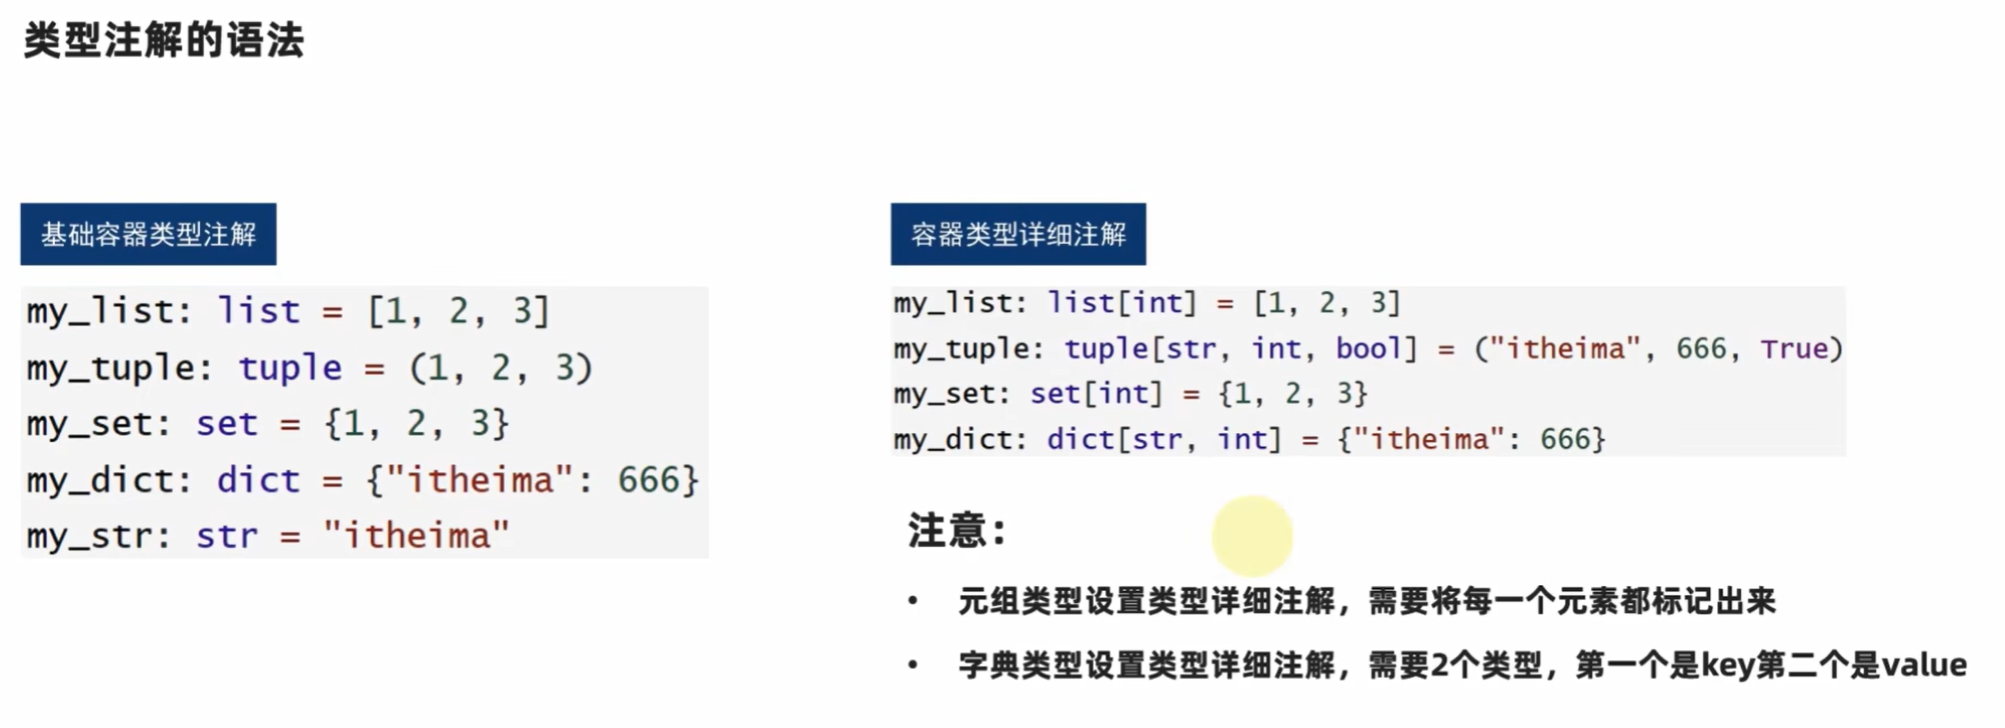 类型注解的语法
基础容器类型注解
my_list: list = [1, 2, 3]
my_tuple: tuple = (1, 2, 3)
my_set: set = {1, 2, 3}
my_dict: dict = {"itheima": 666}
my_str: str = "itheima"
容器类型详细注解
my_list: list[int] = [1, 2, 3]
my_tuple: tuple[str, int, bool] = ("itheima", 666, True)
my_set: set[int] = {1, 2, 3}
my_dict: dict[str, int] = {"itheima": 666}
注意：
• 元组类型设置类型详细注解，需要将每一个元素都标记出来
• 字典类型设置类型详细注解，需要2个类型，第一个是key第二个是value